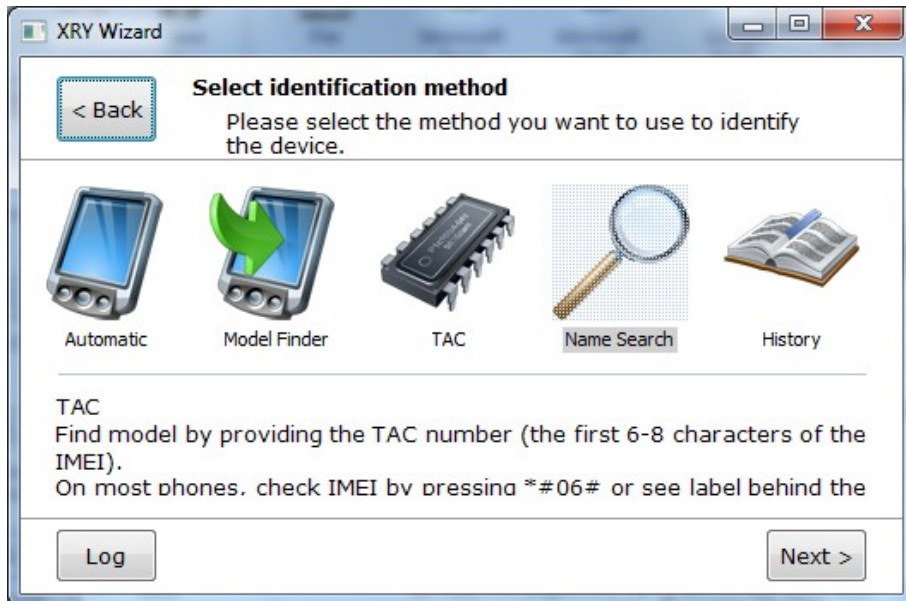 XRY Wizard
< Back
Select identification method
Please select the method you want to use to identify
the device.
Automatic
Model Finder
TAC
Name Search
History
TAC
Find model by providing the TAC number (the first 6-8 characters of the
IMEI).
On most phones, check IMEI by pressing *#06# or see label behind the
Log
Next >